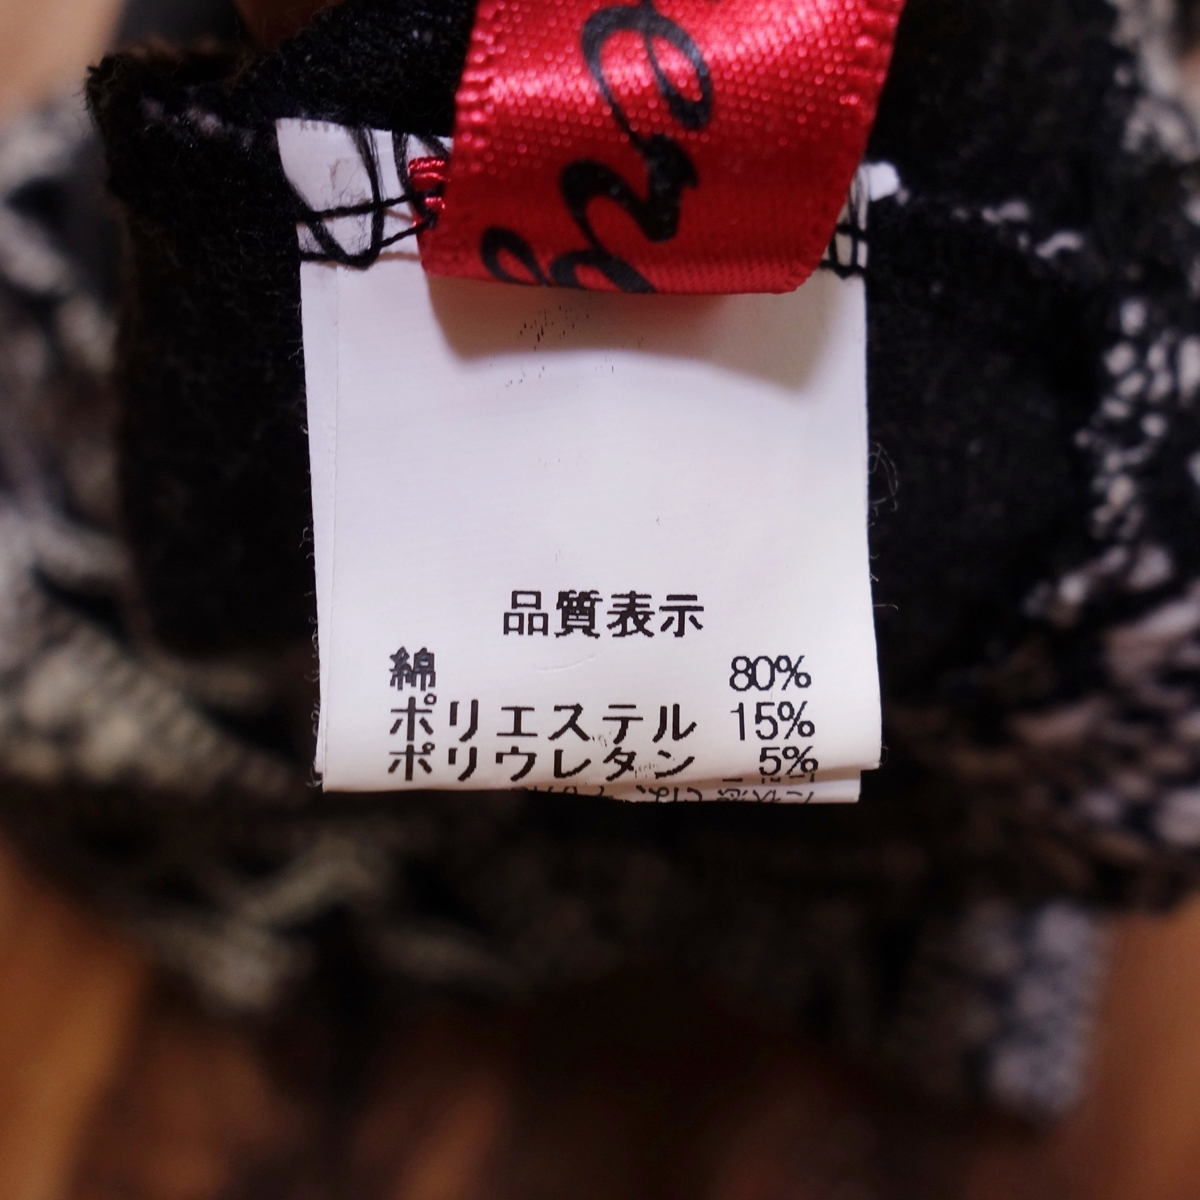 品質表示
綿 80%
ポリエステル 15%
ポリウレタン 5%